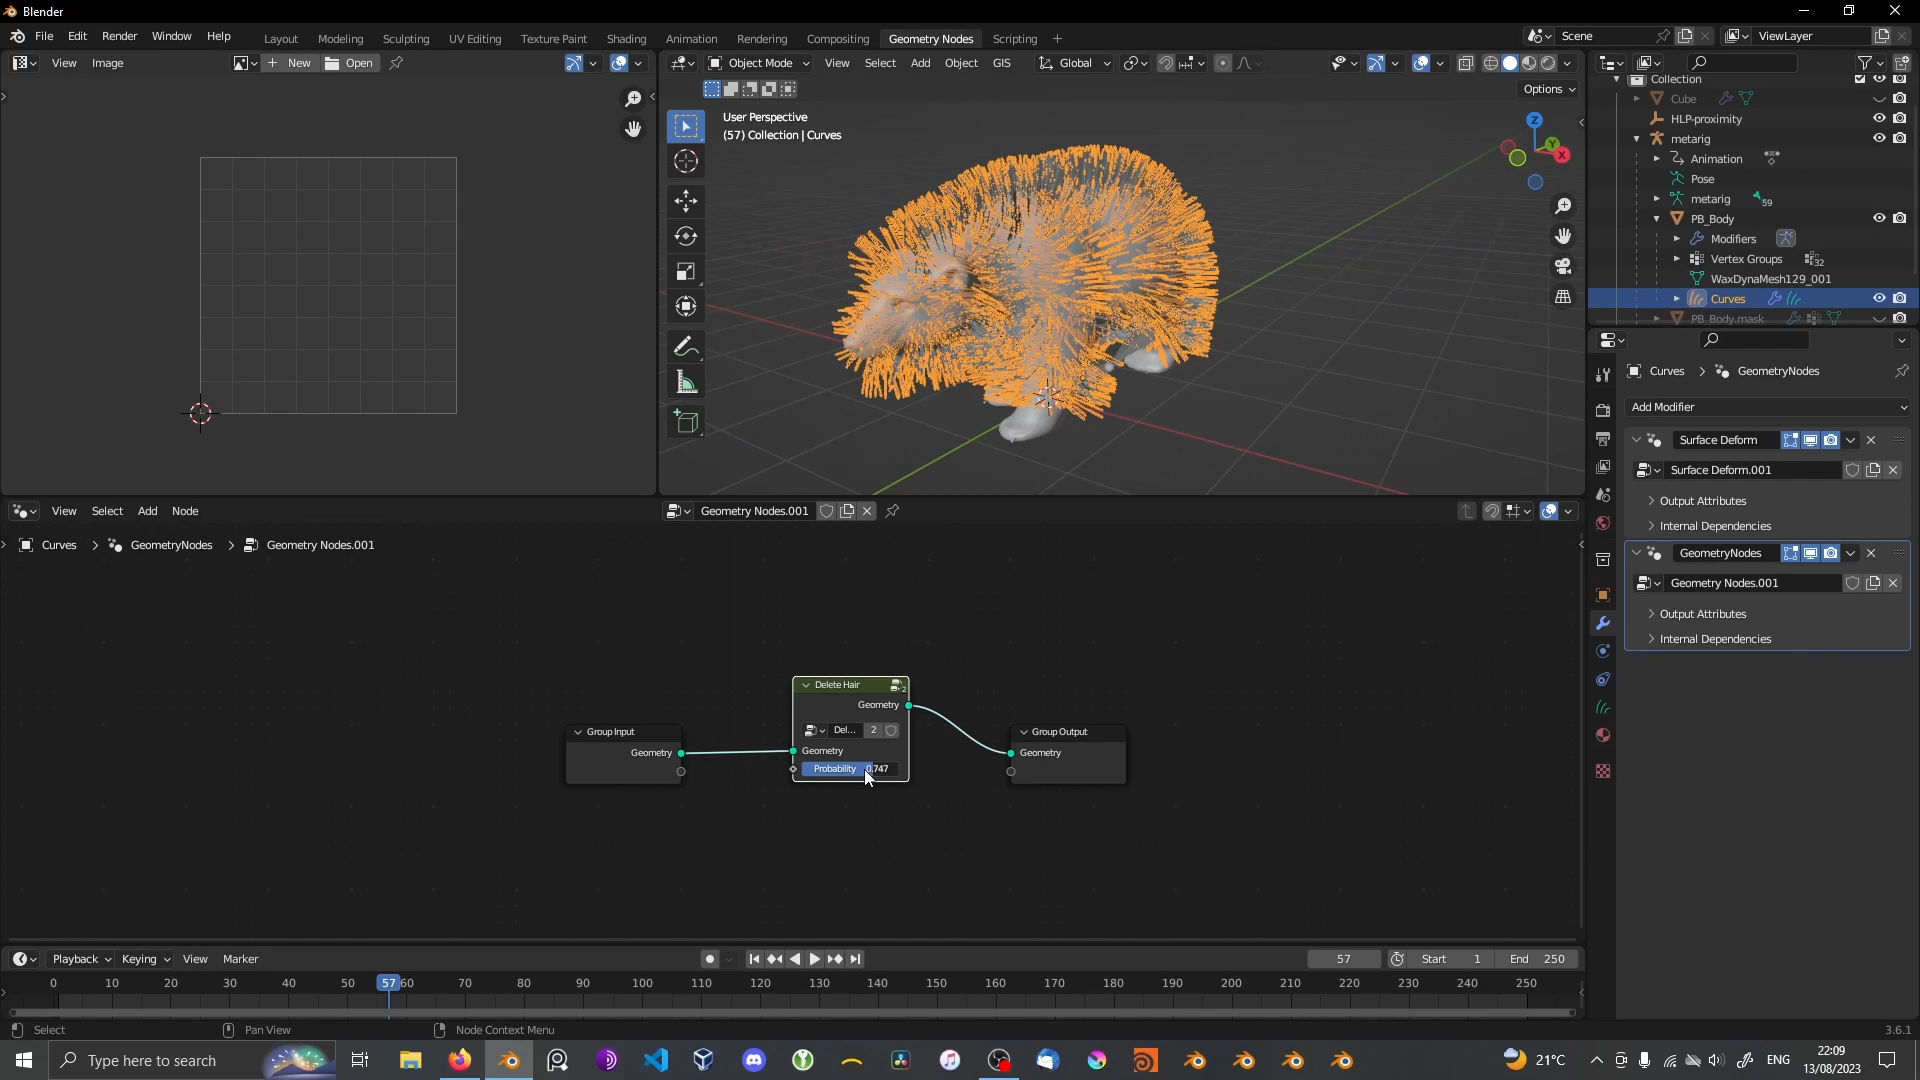 Blender
File Edit Render Window Help
Layout Modeling Sculpting UV Editing Texture Paint Shading Animation Rendering Compositing Geometry Nodes Scripting +
Scene
ViewLayer
View Image
New
Open
Object Mode
View Select Add Object GIS
Global
Options
User Perspective
(57) Collection | Curves
Z
Y
X
Collection
Cube
HLP-proximity
metarig
Animation
Pose
metarig
59
PB_Body
Modifiers
Vertex Groups
32
WaxDynaMesh129_001
Curves
PB_Body.mask
Curves > GeometryNodes
Add Modifier
Surface Deform
Surface Deform.001
Output Attributes
Internal Dependencies
GeometryNodes
Geometry Nodes.001
Output Attributes
Internal Dependencies
View Select Add Node
Geometry Nodes.001
Curves > GeometryNodes > Geometry Nodes.001
Group Input
Geometry
Delete Hair
2
Geometry
Del... 2
Geometry
Probability 0.747
Group Output
Geometry
Playback Keying View Marker
57
Start 1
End 250
0 10 20 30 40 50 57 60 70 80 90 100 110 120 130 140 150 160 170 180 190 200 210 220 230 240 250
Select Pan View Node Context Menu
3.6.1
Type here to search
21°C
ENG
22:09
13/08/2023